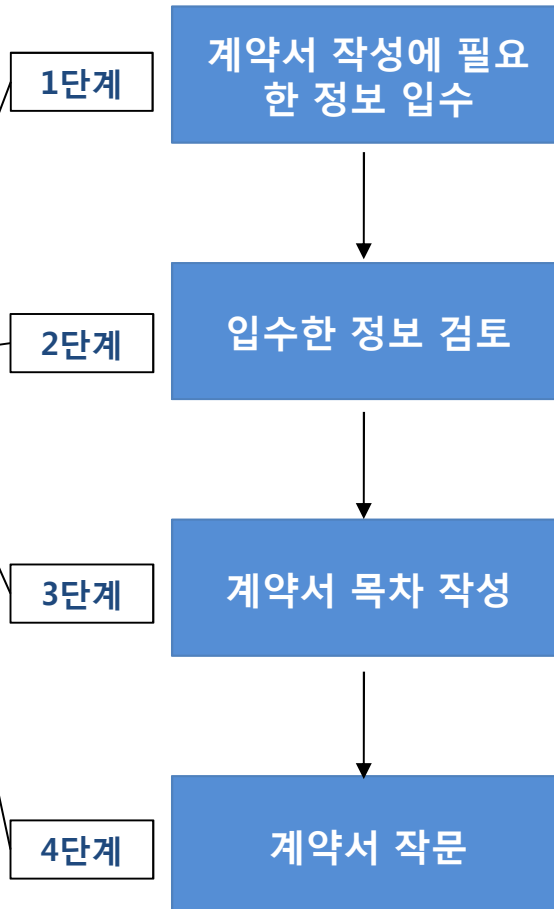 1단계
계약서 작성에 필요
한 정보 입수
2단계
입수한 정보 검토
3단계
계약서 목차 작성
4단계
계약서 작문